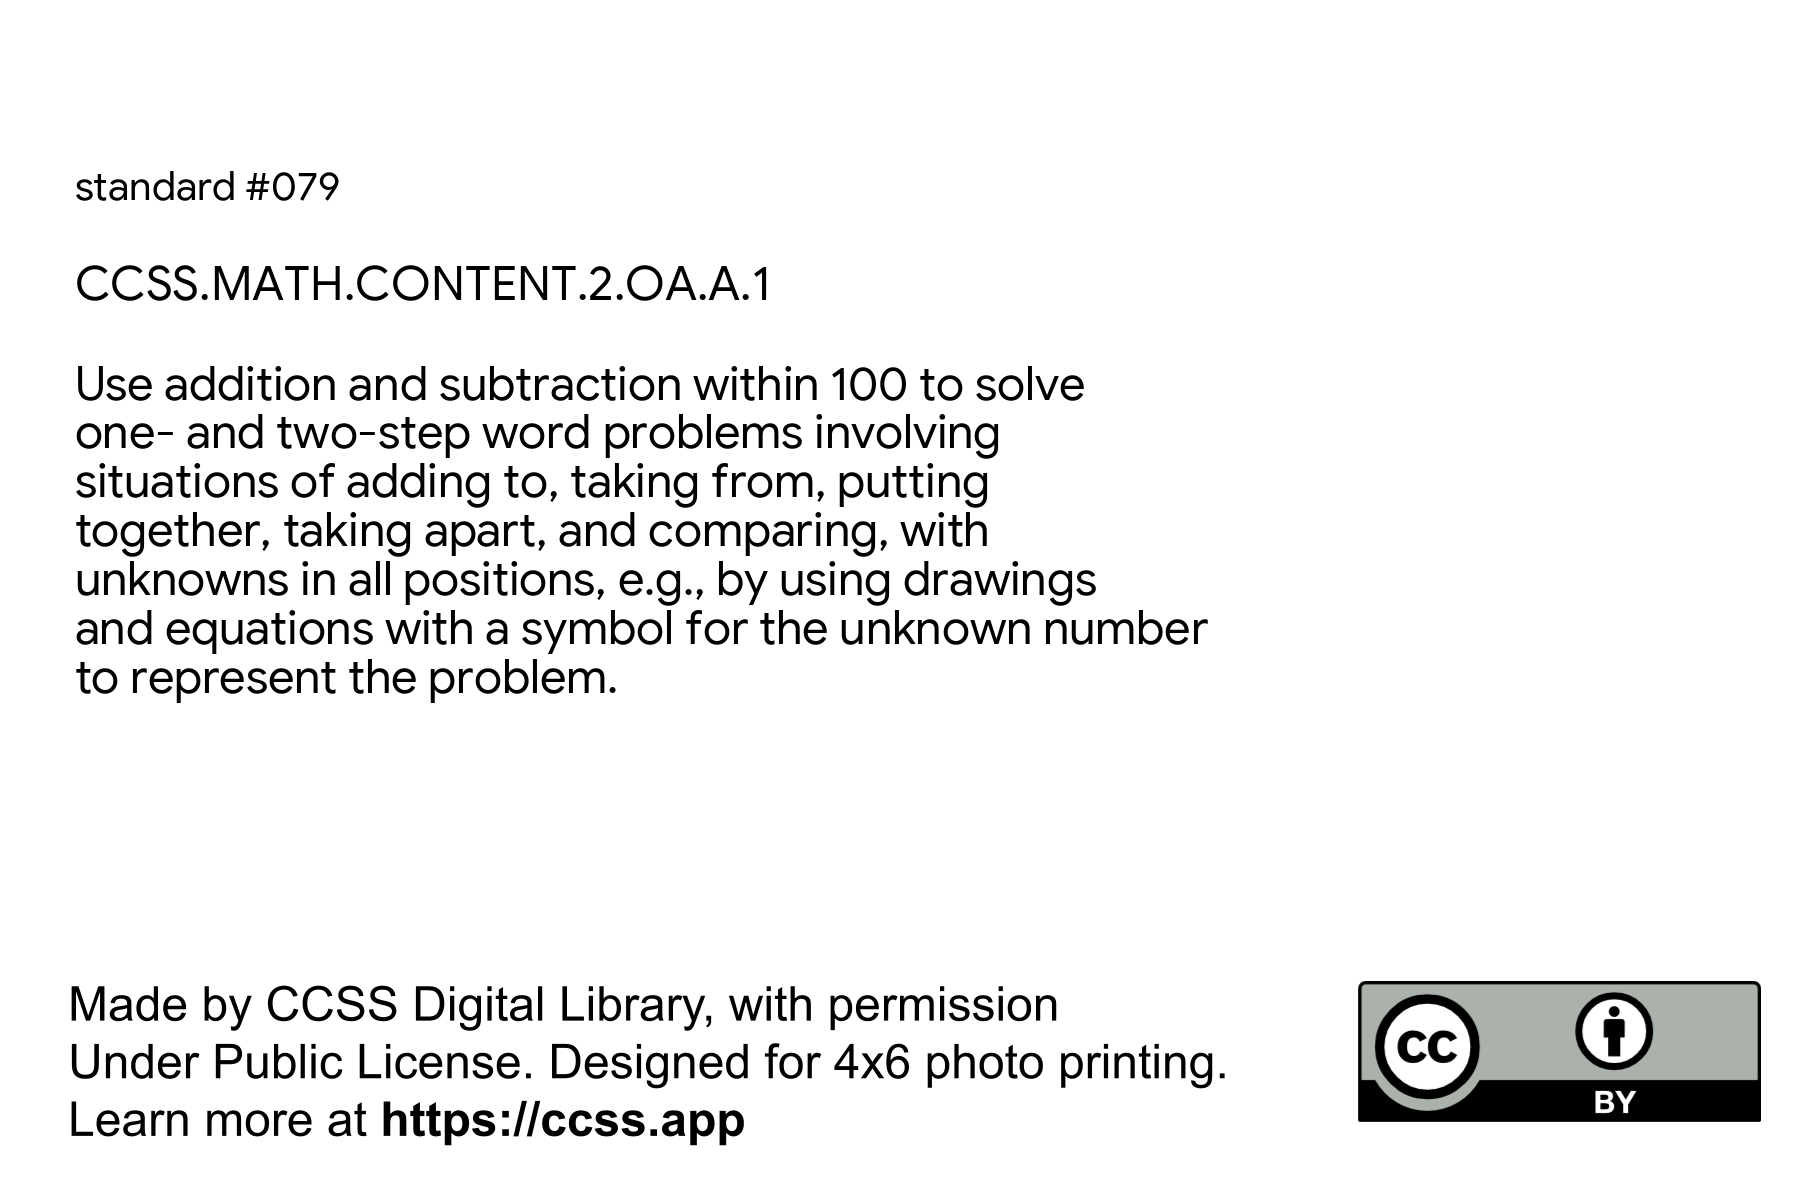 standard #079
CCSS.MATH.CONTENT.2.OA.A.1
Use addition and subtraction within 100 to solve
one- and two-step word problems involving
situations of adding to, taking from, putting
together, taking apart, and comparing, with
unknowns in all positions, e.g., by using drawings
and equations with a symbol for the unknown number
to represent the problem.
Made by CCSS Digital Library, with permission
Under Public License. Designed for 4x6 photo printing.
Learn more at https://ccss.app
CC
BY